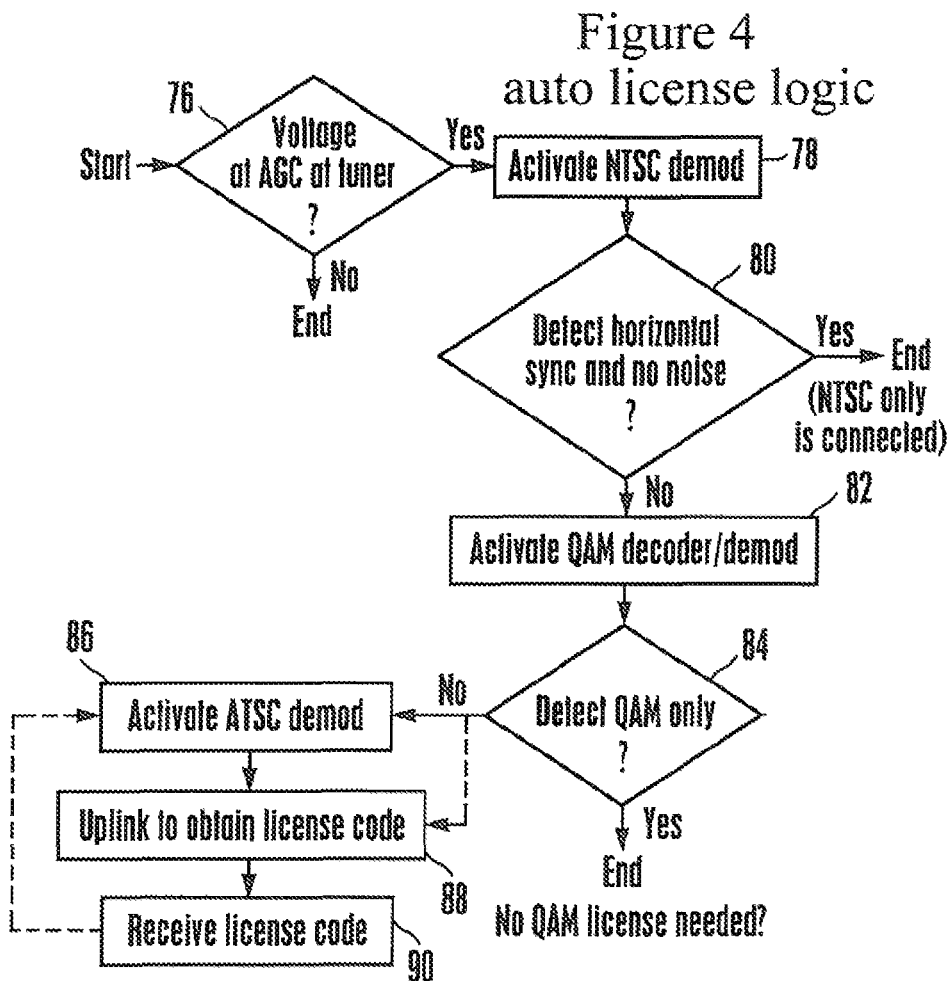 Figure 4
auto license logic
76
Start
Voltage
at AGC at tuner
?
Yes
No
End
Activate NTSC demod
78
80
Detect horizontal
sync and no noise
?
Yes
End
(NTSC only
is connected)
No
82
Activate QAM decoder/demod
84
Detect QAM only
?
No
Yes
End
No QAM license needed?
86
Activate ATSC demod
Uplink to obtain license code
88
Receive license code
90